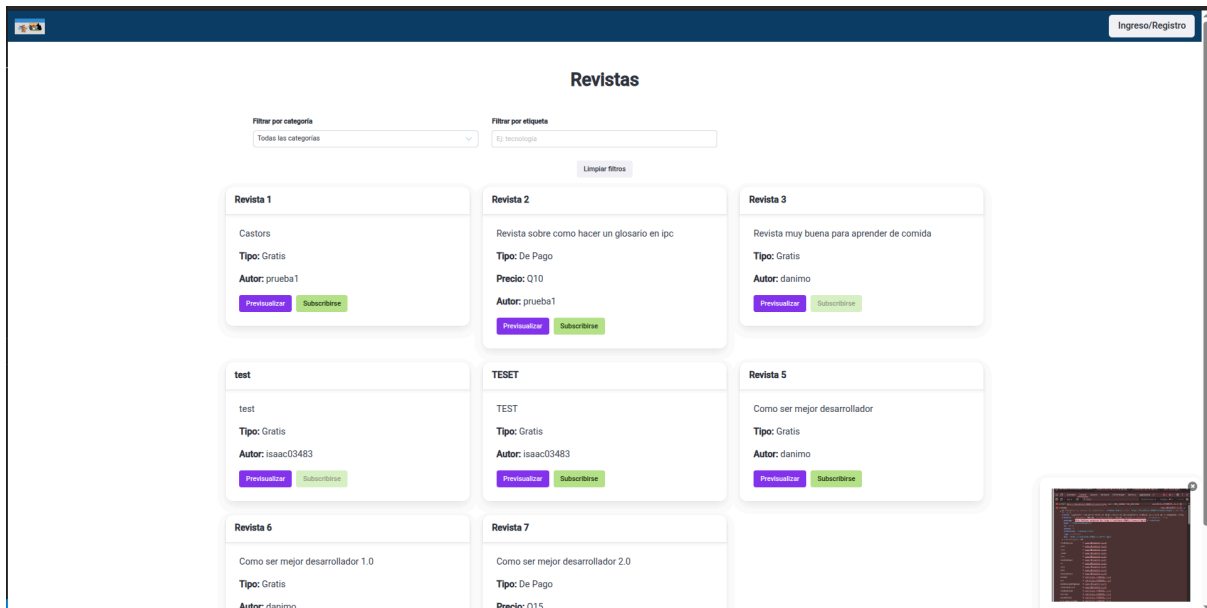 Ingreso/Registro
Revistas
Filtrar por categoría
Todas las categorías
Filtrar por etiqueta
Ej: tecnología
Limpiar filtros
Revista 1
Castors
Tipo: Gratis
Autor: prueba1
Previsualizar Subscribirse
Revista 2
Revista sobre como hacer un glosario en ipc
Tipo: De Pago
Precio: Q10
Autor: prueba1
Previsualizar Subscribirse
Revista 3
Revista muy buena para aprender de comida
Tipo: Gratis
Autor: danimo
Previsualizar Subscribirse
test
test
Tipo: Gratis
Autor: isaac03483
Previsualizar Subscribirse
TESET
TEST
Tipo: Gratis
Autor: isaac03483
Previsualizar Subscribirse
Revista 5
Como ser mejor desarrollador
Tipo: Gratis
Autor: danimo
Previsualizar Subscribirse
Revista 6
Como ser mejor desarrollador 1.0
Tipo: Gratis
Autor: danimo
Revista 7
Como ser mejor desarrollador 2.0
Tipo: De Pago
Precio: Q15